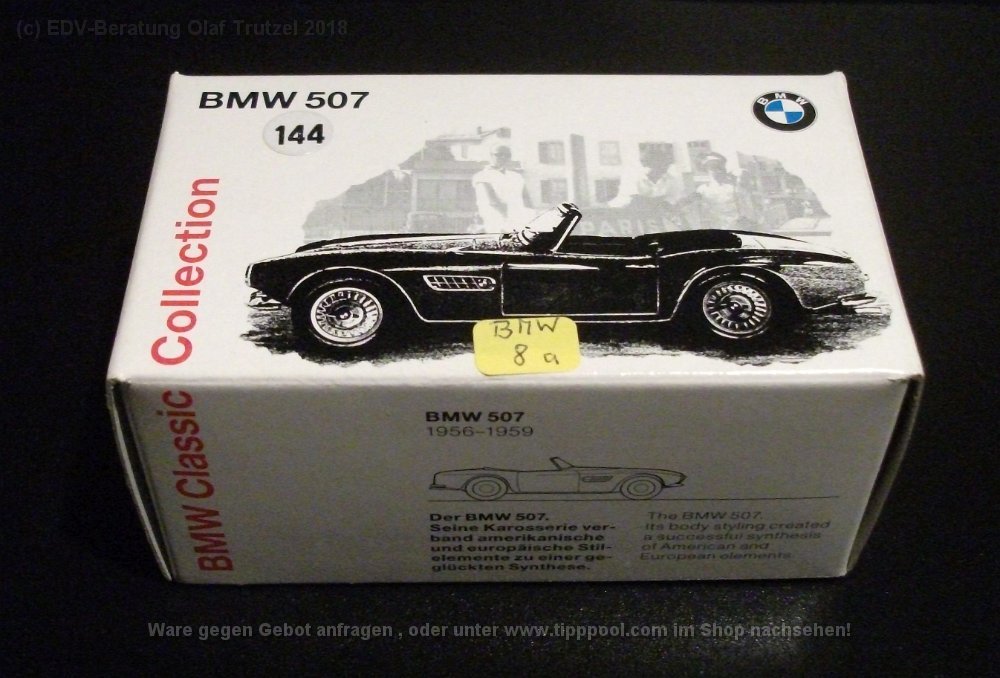 (c) EDV-Beratung Olaf Trutzel 2018
BMW 507
144
BMW
BMW Classic Collection
BMW
8 a
BMW 507
1956-1959
Der BMW 507.
Seine Karosserie ver-
band amerikanische
und europäische Stil-
elemente zu einer ge-
glückten Synthese.
The BMW 507.
Its body styling created
a successful synthesis
of American and
European elements.
Ware gegen Gebot anfragen , oder unter www.tipppool.com im Shop nachsehen!